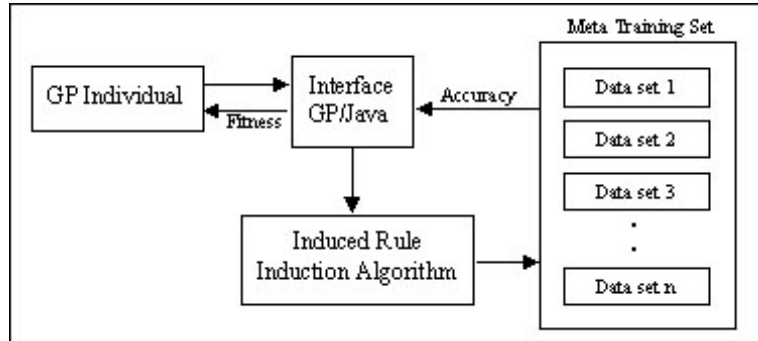 Meta Training Set
GP Individual
Interface
GP/Java
Fitness
Accuracy
Data set 1
Data set 2
Data set 3
.
.
Data set n
Induced Rule
Induction Algorithm